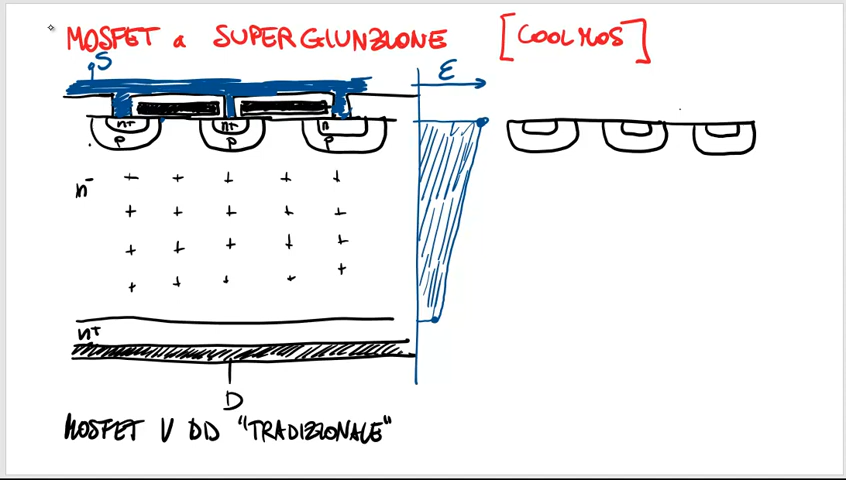 MOSFET a SUPERGIUNZIONE [COOLMOS]
S
ε
n+ n+ n
p p p
n-
+ + + + +
+ + + + +
+ + + + +
+ + + + +
n+
D
MOSFET V DD "TRADIZIONALE"